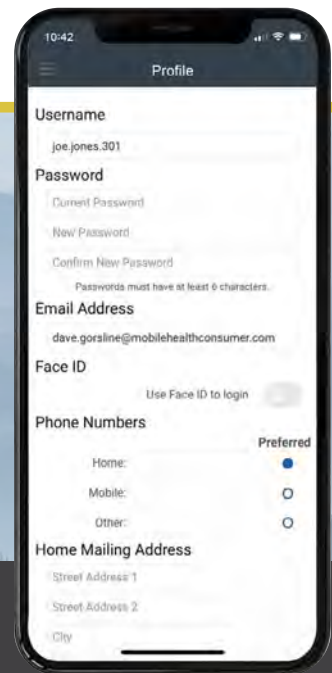 10:42
Profile
Username
joe.jones.301
Password
Current Password
New Password
Confirm New Password
Passwords must have at least 6 characters.
Email Address
dave.gorsline@mobilehealthconsumer.com
Face ID
Use Face ID to login
Phone Numbers
Preferred
Home:
Mobile:
Other:
Home Mailing Address
Street Address 1
Street Address 2
City